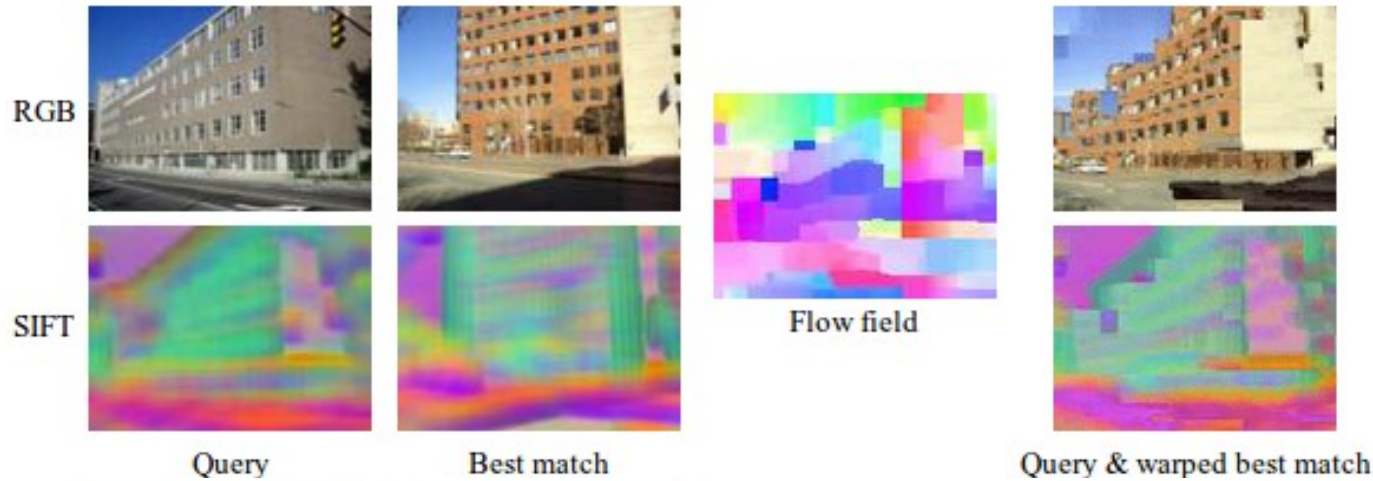 RGB
SIFT
Flow field
Query
Best match
Query & warped best match